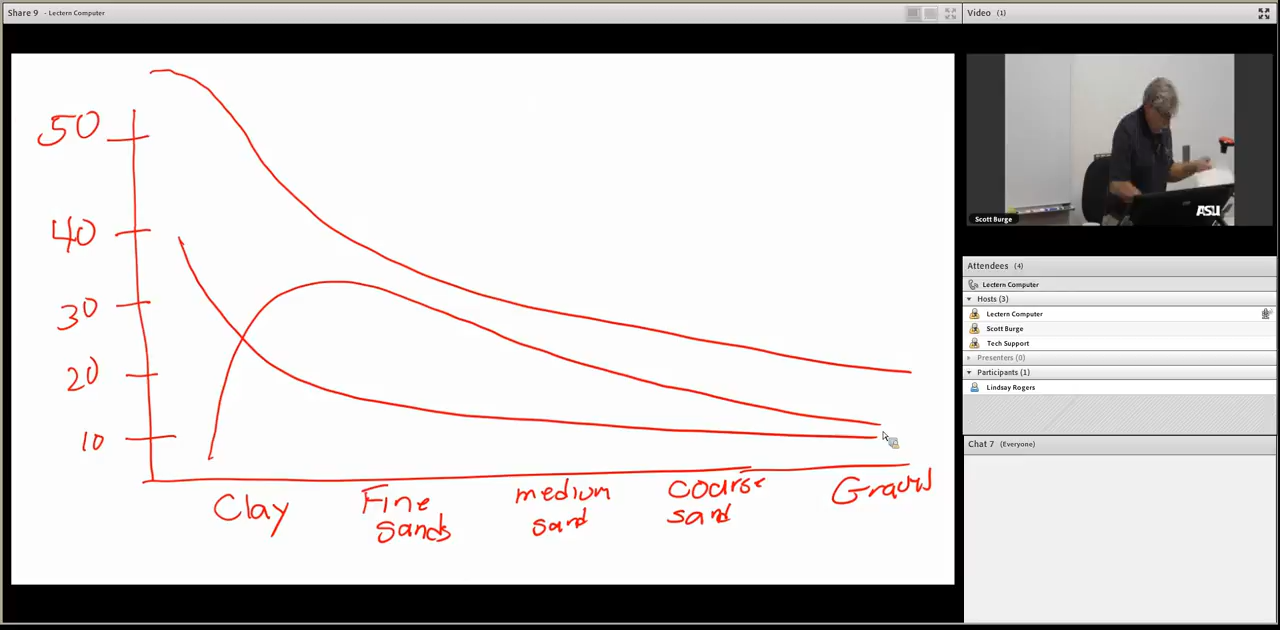 Share 9 - Lectern Computer
50
40
30
20
10
Clay
Fine
sands
medium
sand
coarse
sand
Gravel
Video (1)
ASU
Scott Burge
Attendees (4)
Lectern Computer
Hosts (3)
Lectern Computer
Scott Burge
Tech Support
Presenters (0)
Participants (1)
Lindsay Rogers
Chat 7 (Everyone)